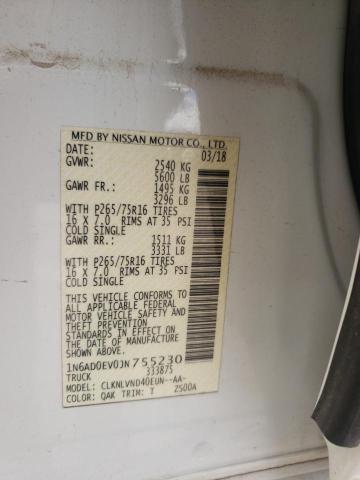 MFD BY NISSAN MOTOR CO., LTD.
DATE: 03/18
GVWR: 2540 KG
5600 LB
GAWR FR.: 1495 KG
3296 LB
WITH P265/75R16 TIRES
16 X 7.0 RIMS AT 35 PSI
COLD SINGLE
GAWR RR.: 1511 KG
3331 LB
WITH P265/75R16 TIRES
16 X 7.0 RIMS AT 35 PSI
COLD SINGLE
THIS VEHICLE CONFORMS TO
ALL APPLICABLE FEDERAL
MOTOR VEHICLE SAFETY AND
THEFT PREVENTION
STANDARDS IN EFFECT ON
THE DATE OF MANUFACTURE
SHOWN ABOVE.
1N6AD0EV0JN755230
TRUCK 333875
MODEL: CLKNLVND40EUN--AA-
COLOR: QAK TRIM: T 2500A